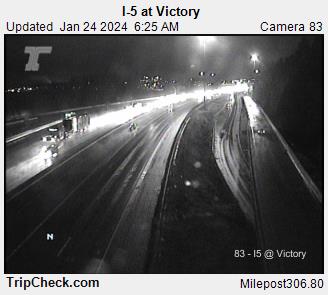 I-5 at Victory
Updated Jan 24 2024 6:25 AM Camera 83
T
N
83 - I5 @ Victory
TripCheck.com Milepost306.80